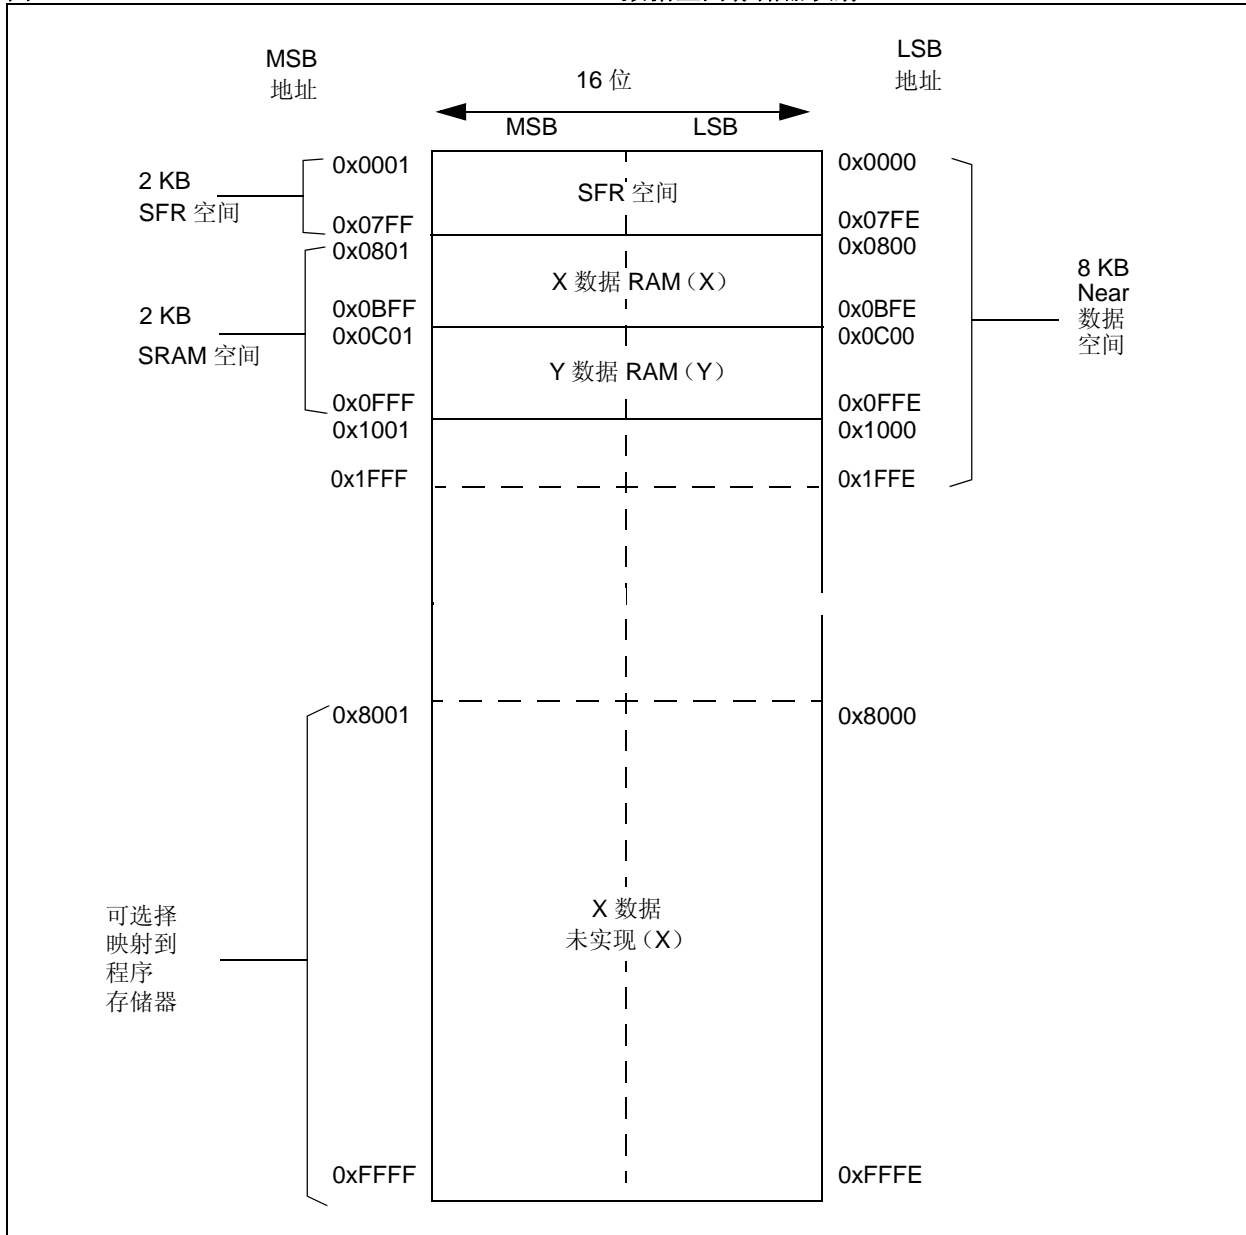 MSB
地址
16 位
LSB
地址
MSB
LSB
2 KB
SFR 空间
0x0001
SFR 空间
0x0000
0x07FF
0x07FE
0x0801
0x0800
2 KB
SRAM 空间
X 数据 RAM（X）
8 KB
Near
数据
空间
0x0BFF
0x0BFE
0x0C01
0x0C00
Y 数据 RAM（Y）
0x0FFF
0x0FFE
0x1001
0x1000
0x1FFF
0x1FFE
0x8001
0x8000
可选择
映射到
程序
存储器
X 数据
未实现（X）
0xFFFF
0xFFFE